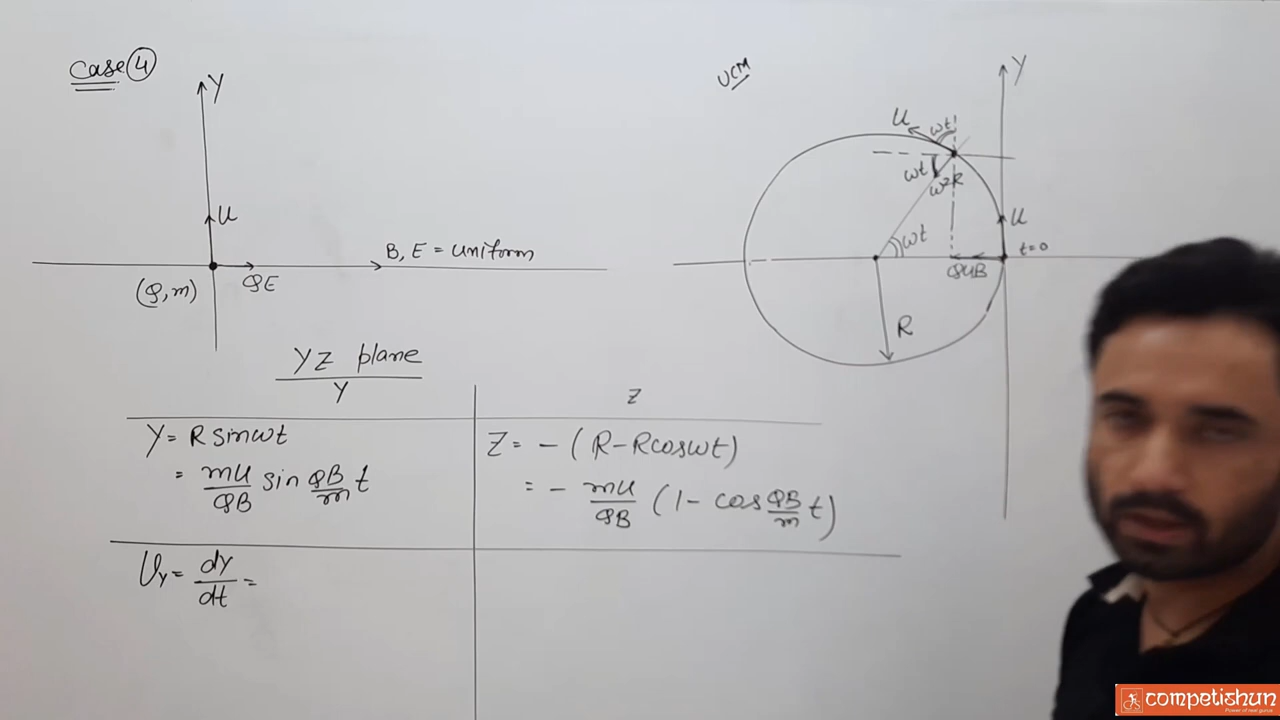 Case 4
Y
U
B, E = Uniform
QE
(Q, m)
YZ plane
Y
Z
Y = R sinωt
= mU/QB sin QB/m t
Z = - (R - Rcosωt)
= - mU/QB (1 - cos QB/m t)
Uy = dy/dt =
UCM
Y
U
ωt
ωt
ω²R
U
ωt
t=0
QUB
R
competishun